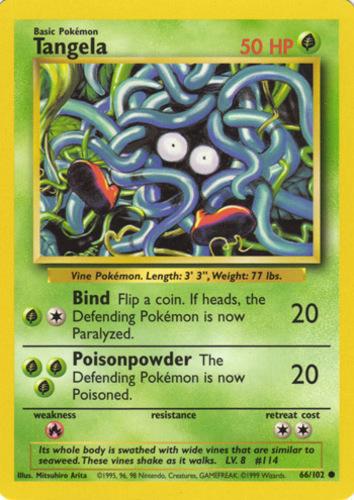 Basic Pokémon
Tangela 50 HP
Vine Pokémon. Length: 3' 3", Weight: 77 lbs.
Bind Flip a coin. If heads, the
Defending Pokémon is now
Paralyzed.
20
Poisonpowder The
Defending Pokémon is now
Poisoned.
20
weakness resistance retreat cost
Its whole body is swathed with wide vines that are similar to
seaweed. These vines shake as it walks. LV. 8 #114
Illus. Mitsuhiro Arita ©1995, 96, 98 Nintendo, Creatures, GAMEFREAK. ©1999 Wizards. 66/102